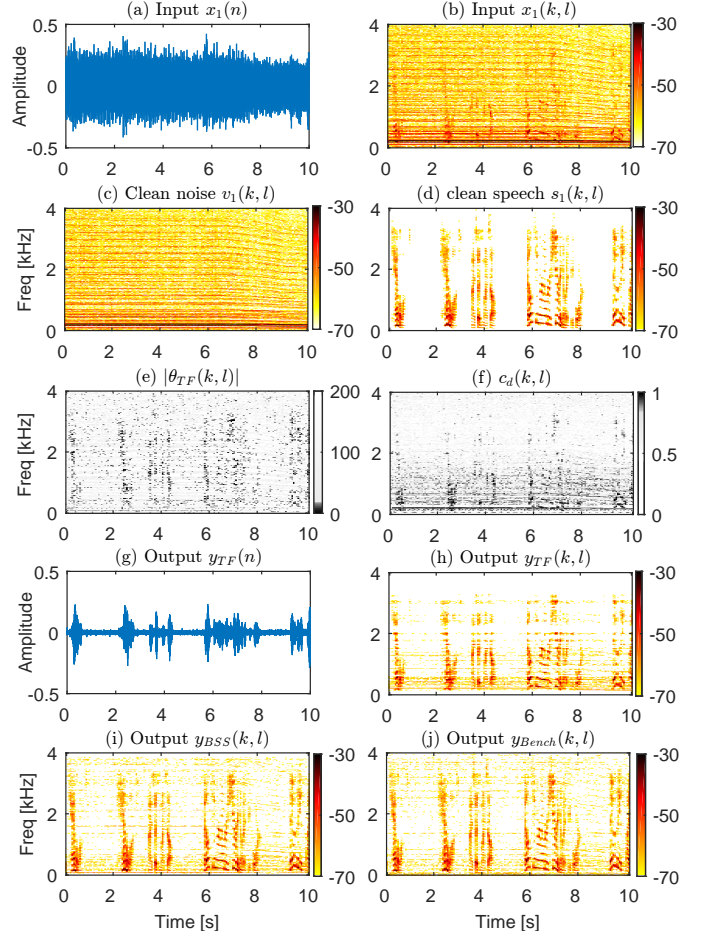 (a) Input x₁(n)
(b) Input x₁(k, l)
0.5
0
-0.5
Amplitude
0 2 4 6 8 10
4
2
0
0 2 4 6 8 10
-30
-50
-70
(c) Clean noise v₁(k, l)
(d) clean speech s₁(k, l)
4
2
0
Freq [kHz]
0 2 4 6 8 10
-30
-50
-70
4
2
0
0 2 4 6 8 10
-30
-50
-70
(e) |θ_TF(k, l)|
(f) c_d(k, l)
4
2
0
Freq [kHz]
0 2 4 6 8 10
200
100
0
4
2
0
0 2 4 6 8 10
1
0.5
0
(g) Output y_TF(n)
(h) Output y_TF(k, l)
0.5
0
-0.5
Amplitude
0 2 4 6 8 10
4
2
0
0 2 4 6 8 10
-30
-50
-70
(i) Output y_BSS(k, l)
(j) Output y_Bench(k, l)
4
2
0
Freq [kHz]
0 2 4 6 8 10
Time [s]
-30
-50
-70
4
2
0
0 2 4 6 8 10
Time [s]
-30
-50
-70